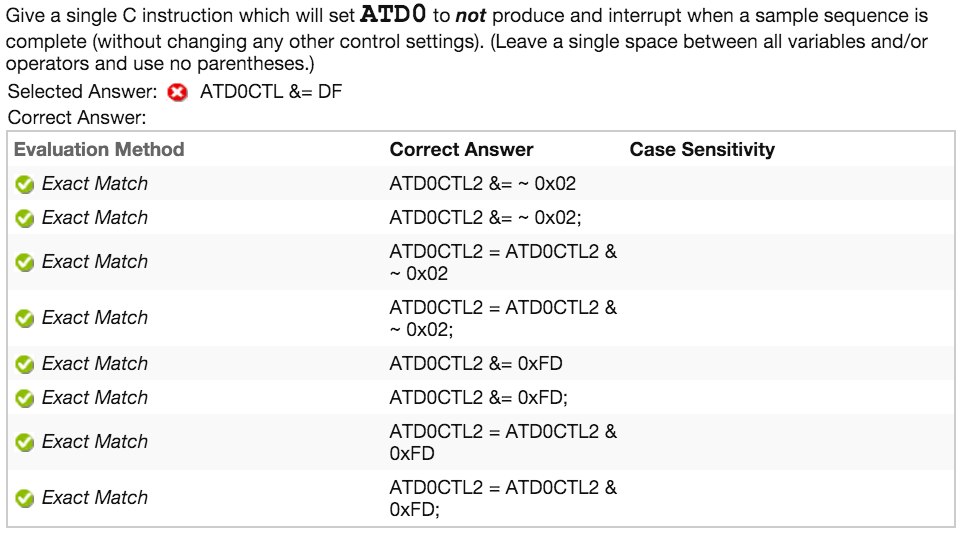 Give a single C instruction which will set ATD0 to not produce and interrupt when a sample sequence is
complete (without changing any other control settings). (Leave a single space between all variables and/or
operators and use no parentheses.)
Selected Answer: ATD0CTL &= DF
Correct Answer:
Evaluation Method Correct Answer Case Sensitivity
Exact Match ATD0CTL2 &= ~ 0x02
Exact Match ATD0CTL2 &= ~ 0x02;
Exact Match ATD0CTL2 = ATD0CTL2 &
~ 0x02
Exact Match ATD0CTL2 = ATD0CTL2 &
~ 0x02;
Exact Match ATD0CTL2 &= 0xFD
Exact Match ATD0CTL2 &= 0xFD;
Exact Match ATD0CTL2 = ATD0CTL2 &
0xFD
Exact Match ATD0CTL2 = ATD0CTL2 &
0xFD;